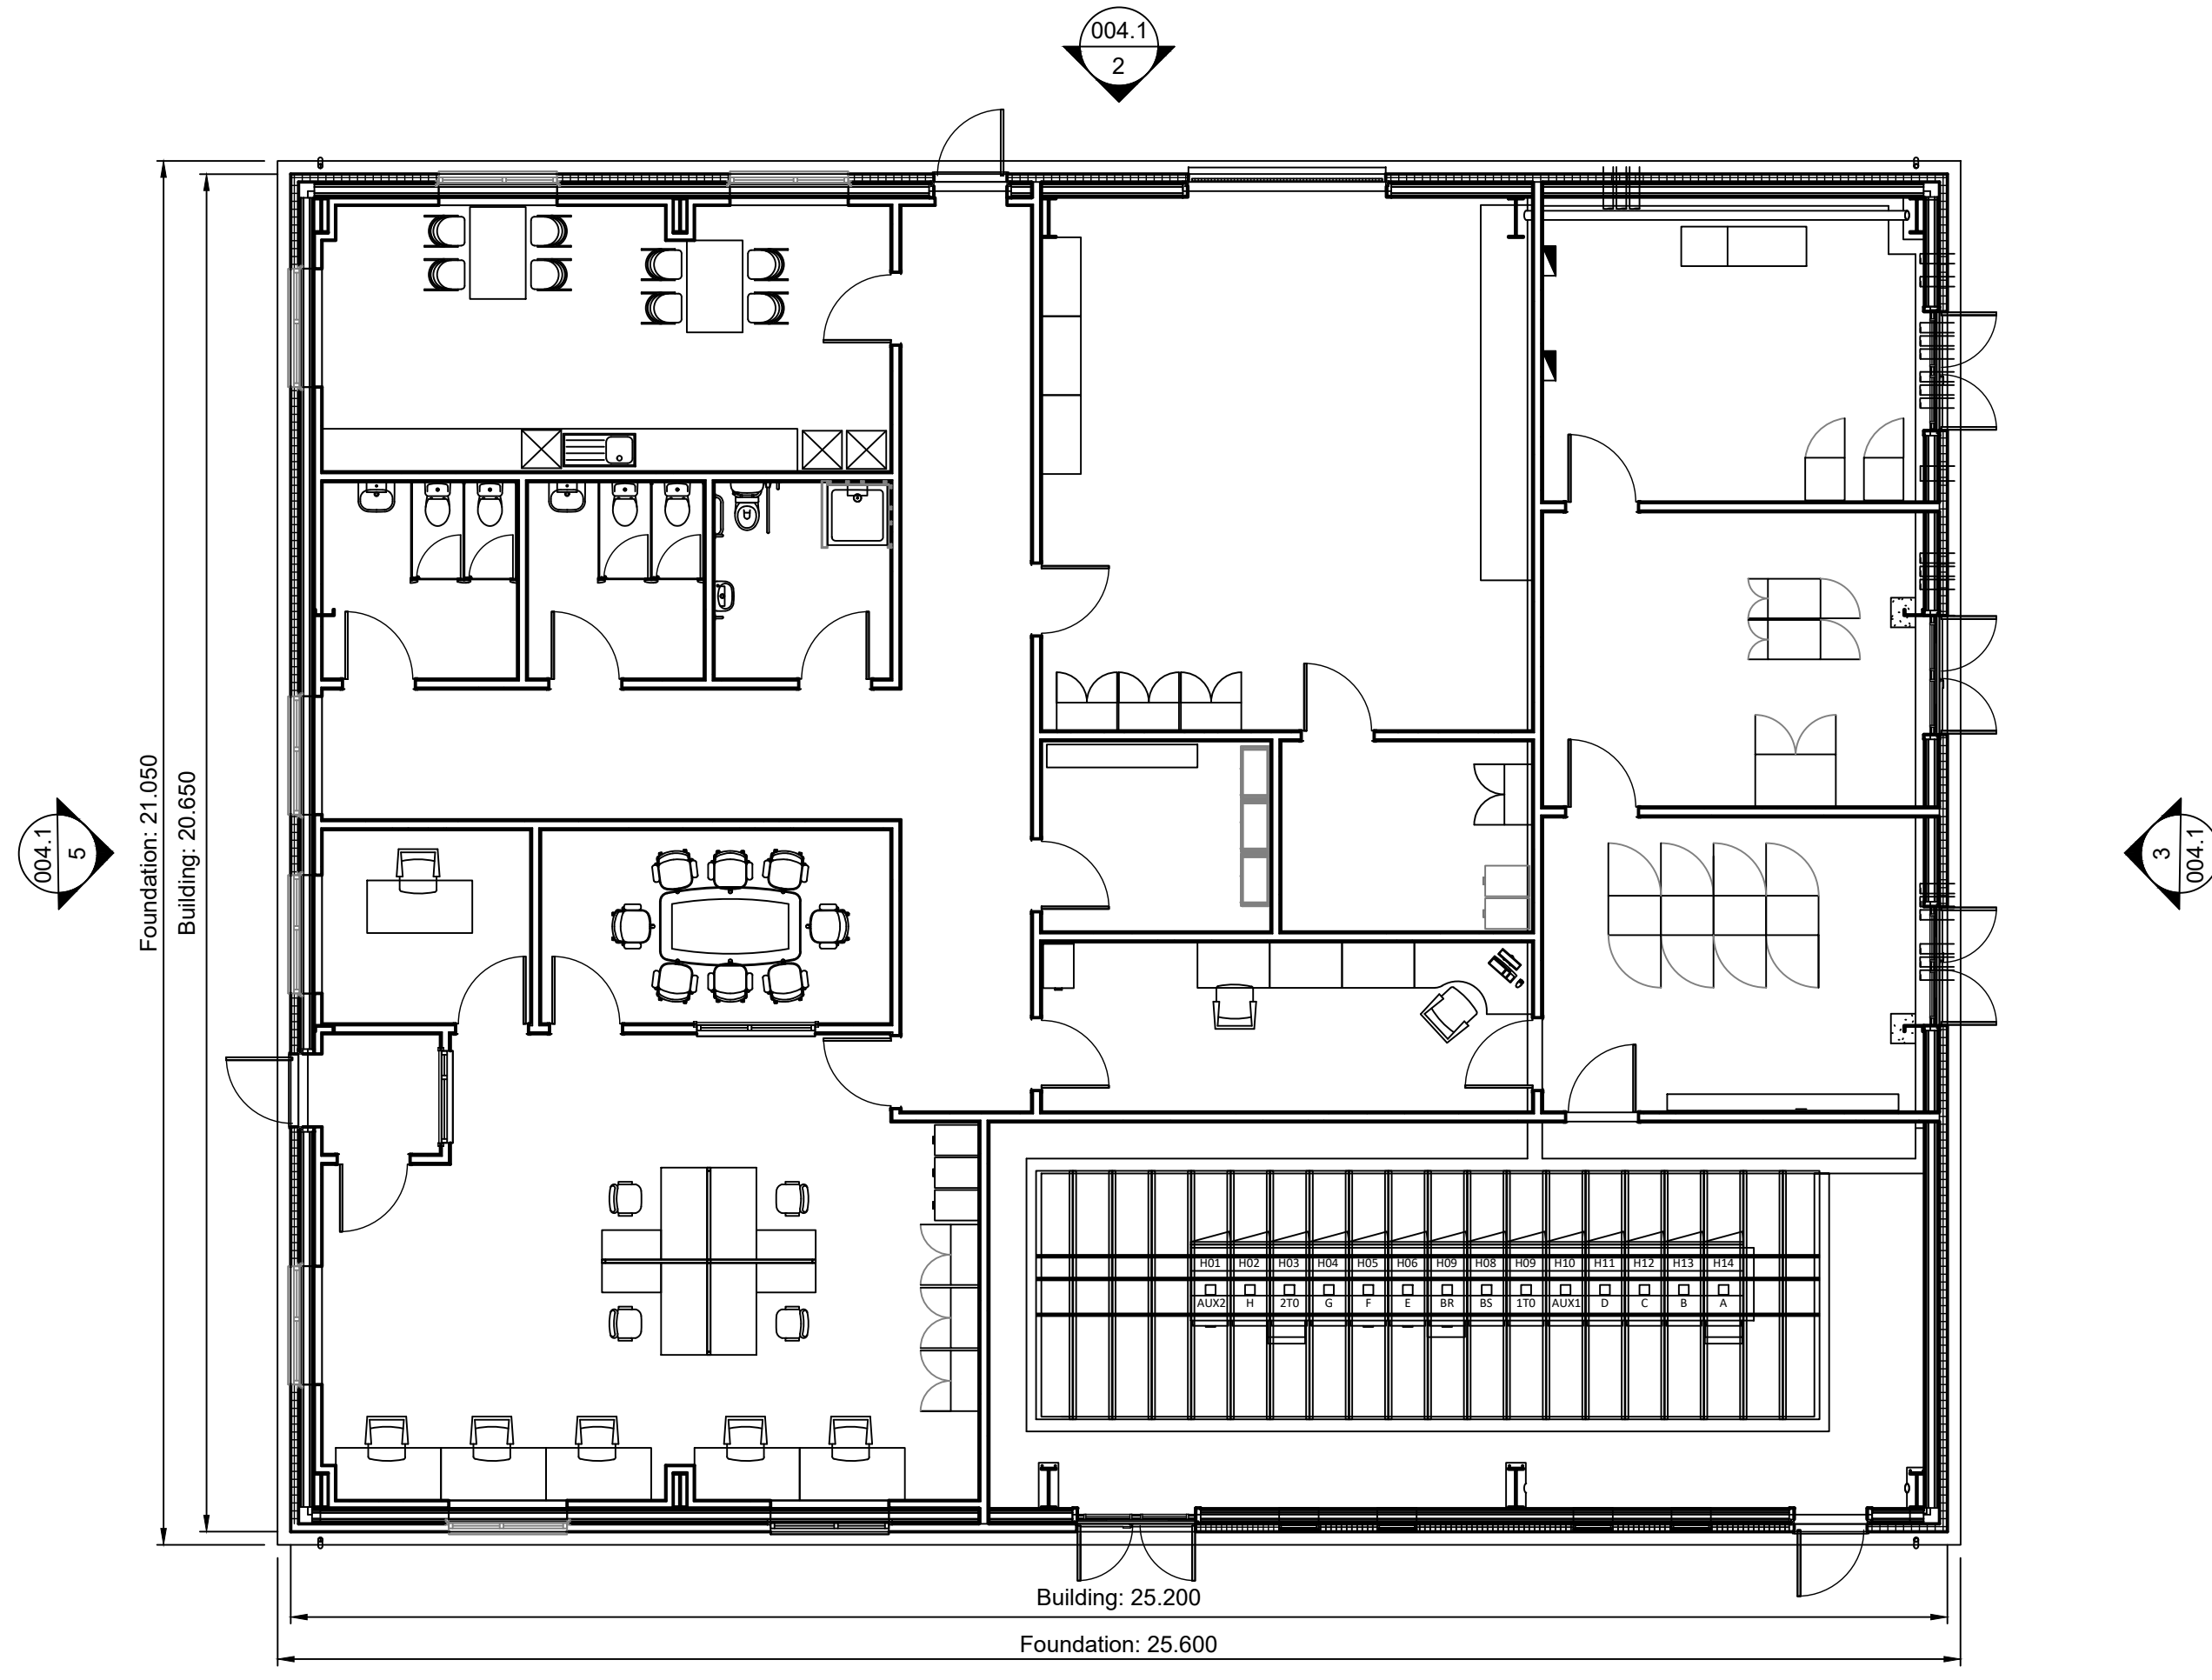 004.1
2
Foundation: 21.050
Building: 20.650
004.1
5
3
004.1
H01 H02 H03 H04 H05 H06 H09 H08 H09 H10 H11 H12 H13 H14
AUX2 H 2T0 G F E BR BS 1T0 AUX1 D C B A
Building: 25.200
Foundation: 25.600